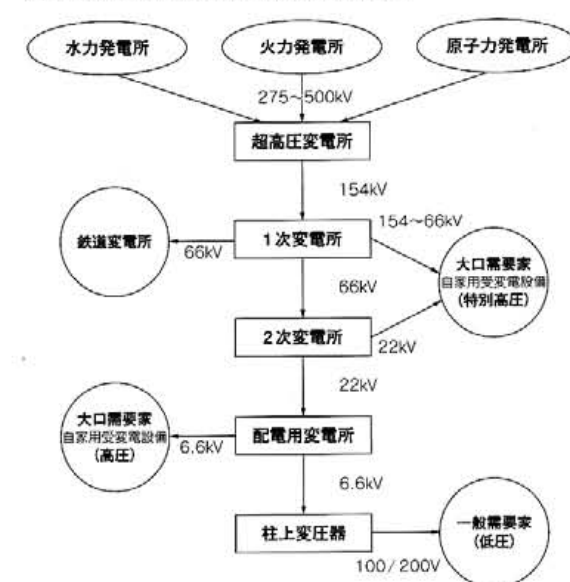 水力発電所
火力発電所
原子力発電所
275~500kV
超高圧変電所
154kV
鉄道変電所
66kV
1次変電所
154~66kV
大口需要家
自家用受変電設備
(特別高圧)
66kV
2次変電所
22kV
22kV
大口需要家
自家用受変電設備
(高圧)
6.6kV
配電用変電所
6.6kV
柱上変圧器
100/200V
一般需要家
(低圧)